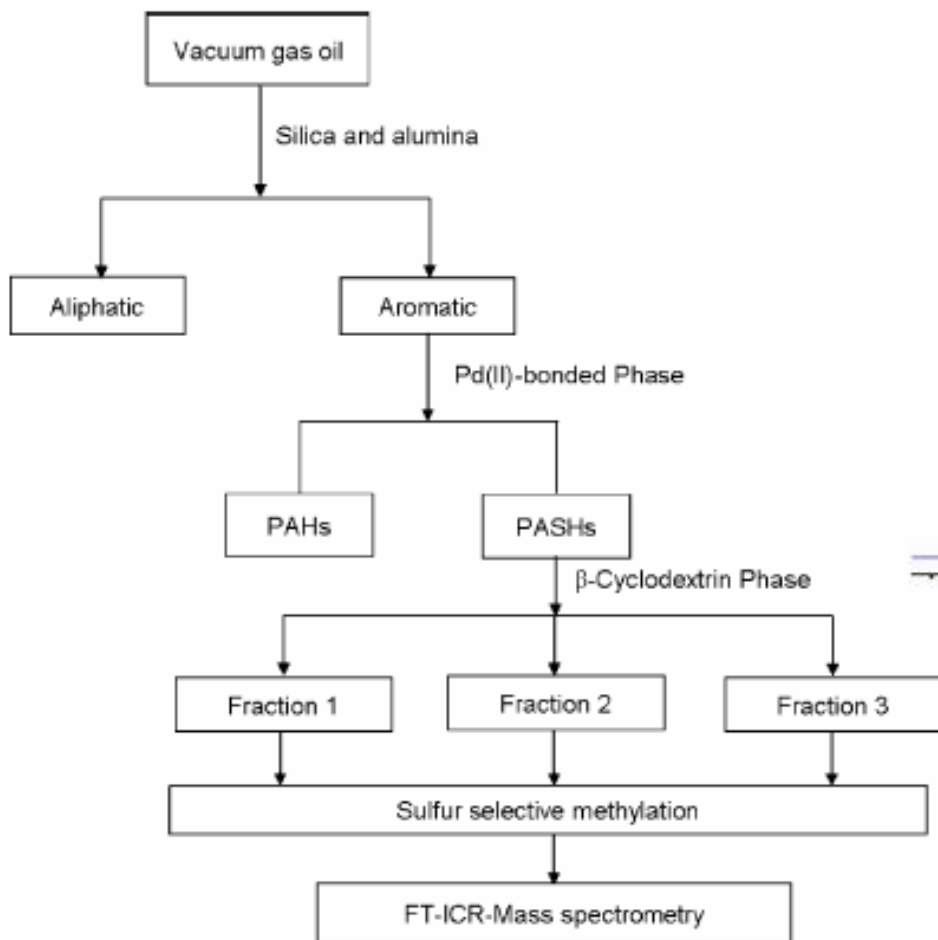 Vacuum gas oil
Silica and alumina
Aliphatic
Aromatic
Pd(II)-bonded Phase
PAHs
PASHs
β-Cyclodextrin Phase
Fraction 1
Fraction 2
Fraction 3
Sulfur selective methylation
FT-ICR-Mass spectrometry